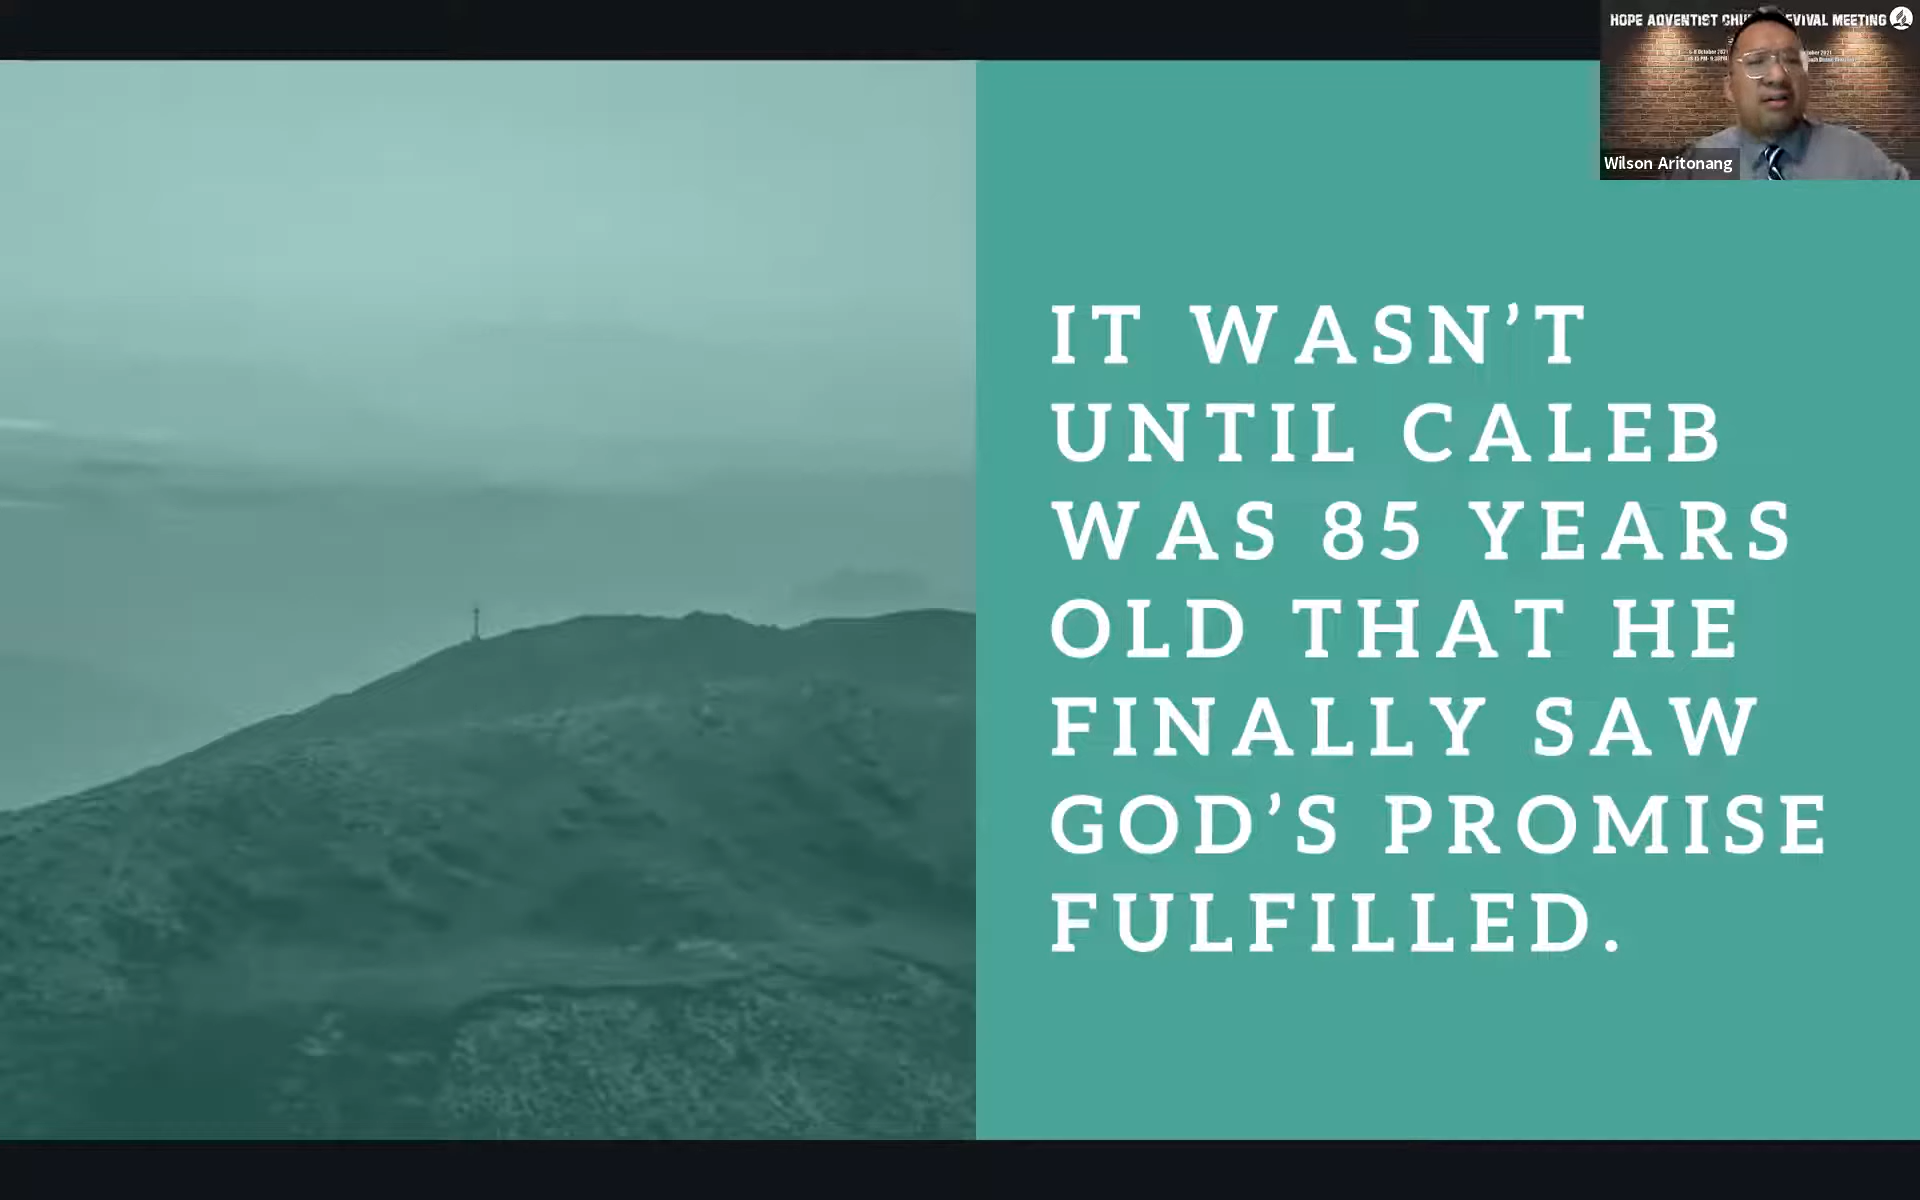 HOPE ADVENTIST CHU EVIVAL MEETING
Wilson Aritonang
IT WASN’T
UNTIL CALEB
WAS 85 YEARS
OLD THAT HE
FINALLY SAW
GOD’S PROMISE
FULFILLED.